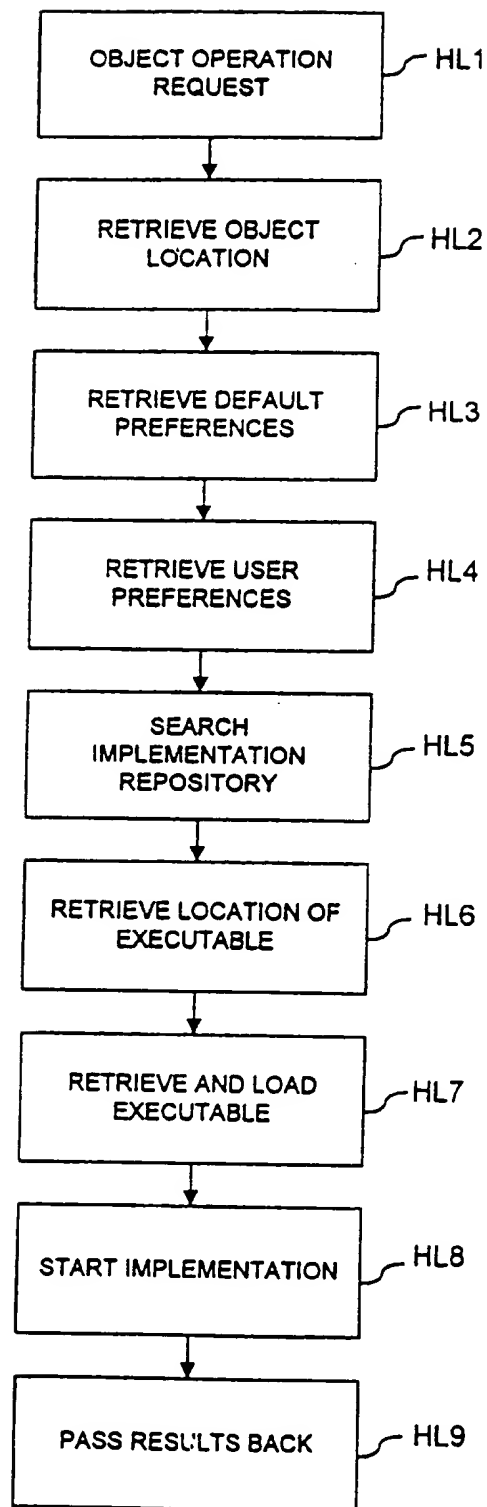 OBJECT OPERATION
REQUEST
HL1
RETRIEVE OBJECT
LOCATION
HL2
RETRIEVE DEFAULT
PREFERENCES
HL3
RETRIEVE USER
PREFERENCES
HL4
SEARCH
IMPLEMENTATION
REPOSITORY
HL5
RETRIEVE LOCATION OF
EXECUTABLE
HL6
RETRIEVE AND LOAD
EXECUTABLE
HL7
START IMPLEMENTATION
HL8
PASS RESULTS BACK
HL9